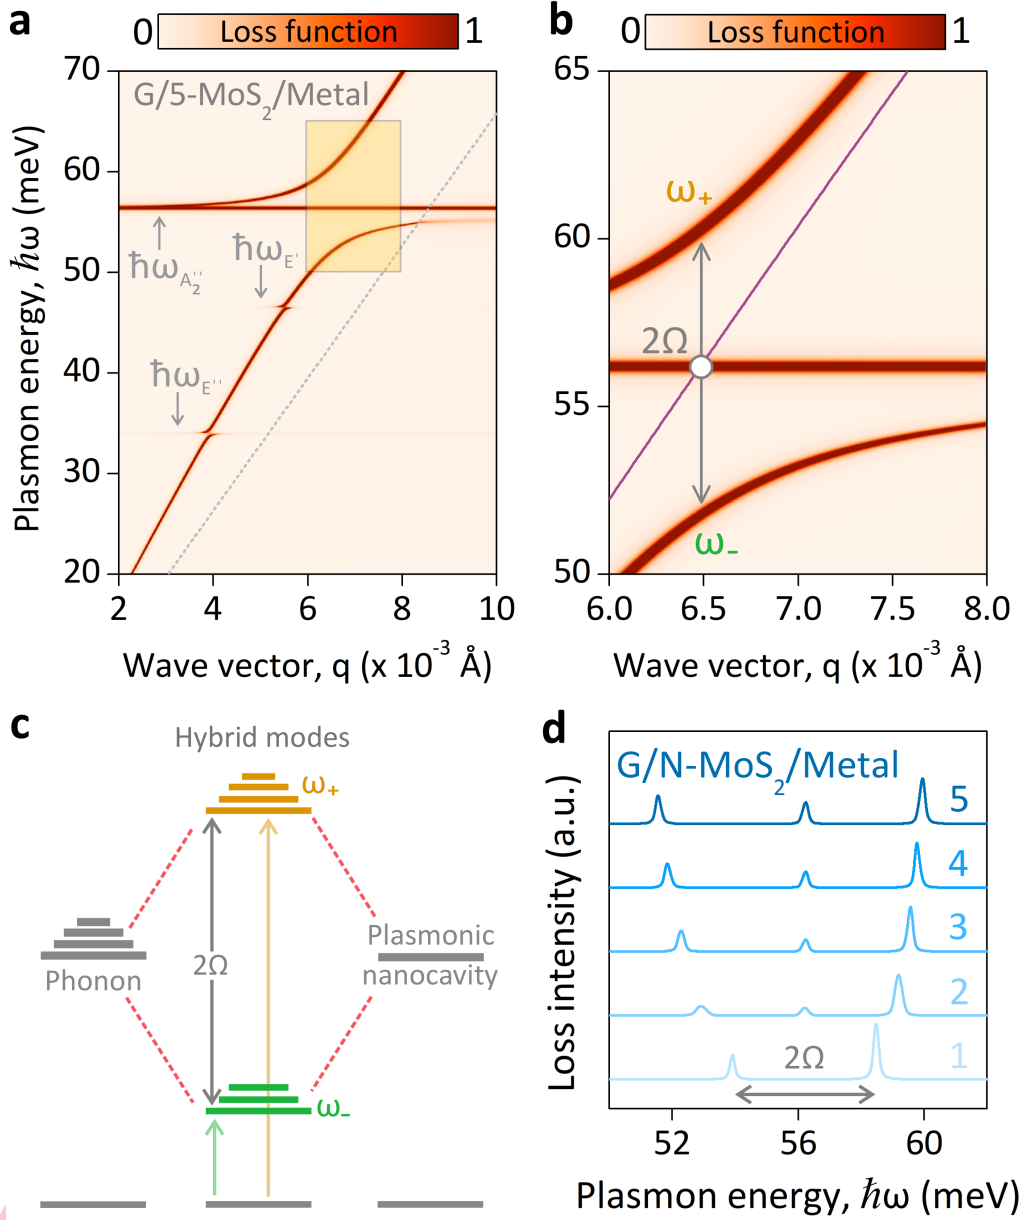 a
0 Loss function 1
G/5-MoS₂/Metal
70
60
50
40
30
20
ħω_A₂''
ħω_E'
ħω_E''
2 4 6 8 10
Plasmon energy, ħω (meV)
Wave vector, q (x 10⁻³ Å)
b
0 Loss function 1
65
60
55
50
ω₊
2Ω
ω₋
6.0 6.5 7.0 7.5 8.0
Wave vector, q (x 10⁻³ Å)
c
Hybrid modes
ω₊
Phonon
2Ω
Plasmonic
nanocavity
ω₋
d
G/N-MoS₂/Metal
5
4
3
2
1
2Ω
Loss intensity (a.u.)
52 56 60
Plasmon energy, ħω (meV)